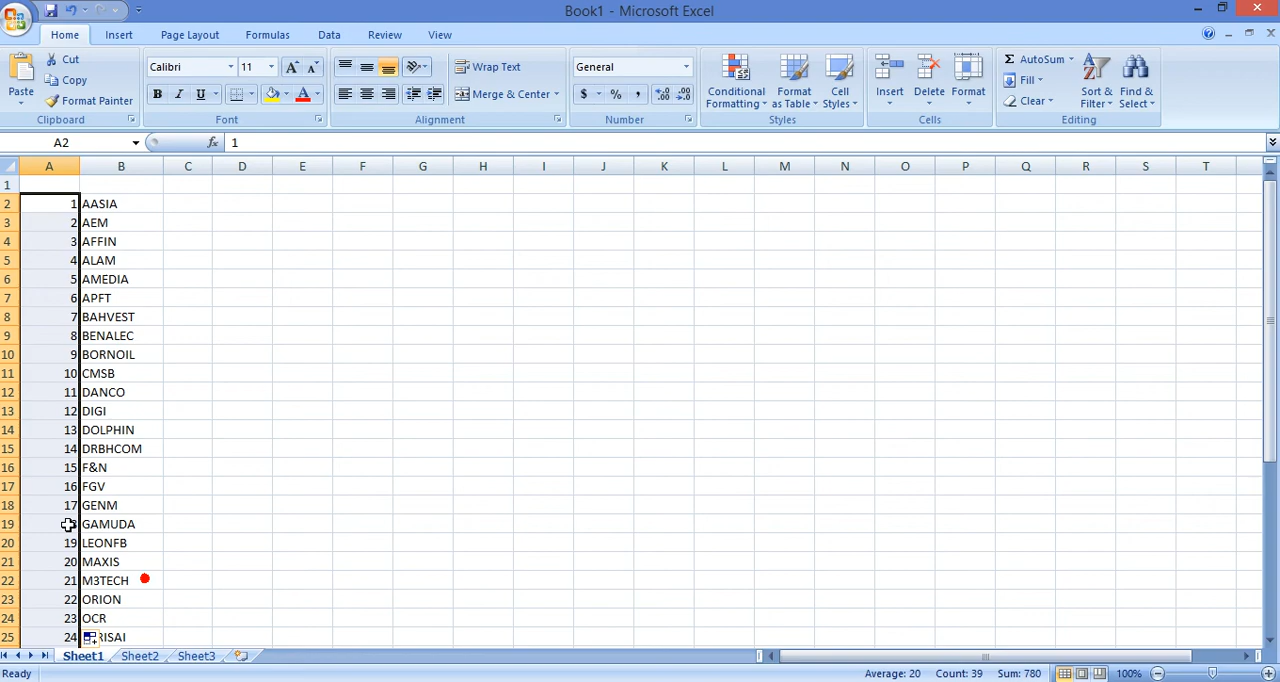 Book1 - Microsoft Excel
Home Insert Page Layout Formulas Data Review View
Paste
Cut
Copy
Format Painter
Clipboard
Calibri 11 A A
B I U A
Font
Wrap Text
Merge & Center
Alignment
General
$ % , .0 .00 .00 .0
Number
Conditional Formatting
Format as Table
Cell Styles
Styles
Insert Delete Format
Cells
Σ AutoSum
Fill
Clear
Sort & Filter
Find & Select
Editing
A2 fx 1
A B C D E F G H I J K L M N O P Q R S T
1
2 1 AASIA
3 2 AEM
4 3 AFFIN
5 4 ALAM
6 5 AMEDIA
7 6 APFT
8 7 BAHVEST
9 8 BENALEC
10 9 BORNOIL
11 10 CMSB
12 11 DANCO
13 12 DIGI
14 13 DOLPHIN
15 14 DRBHCOM
16 15 F&N
17 16 FGV
18 17 GENM
19 GAMUDA
20 19 LEONFB
21 20 MAXIS
22 21 M3TECH
23 22 ORION
24 23 OCR
25 24 RISAI
Sheet1 Sheet2 Sheet3
Ready Average: 20 Count: 39 Sum: 780 100%